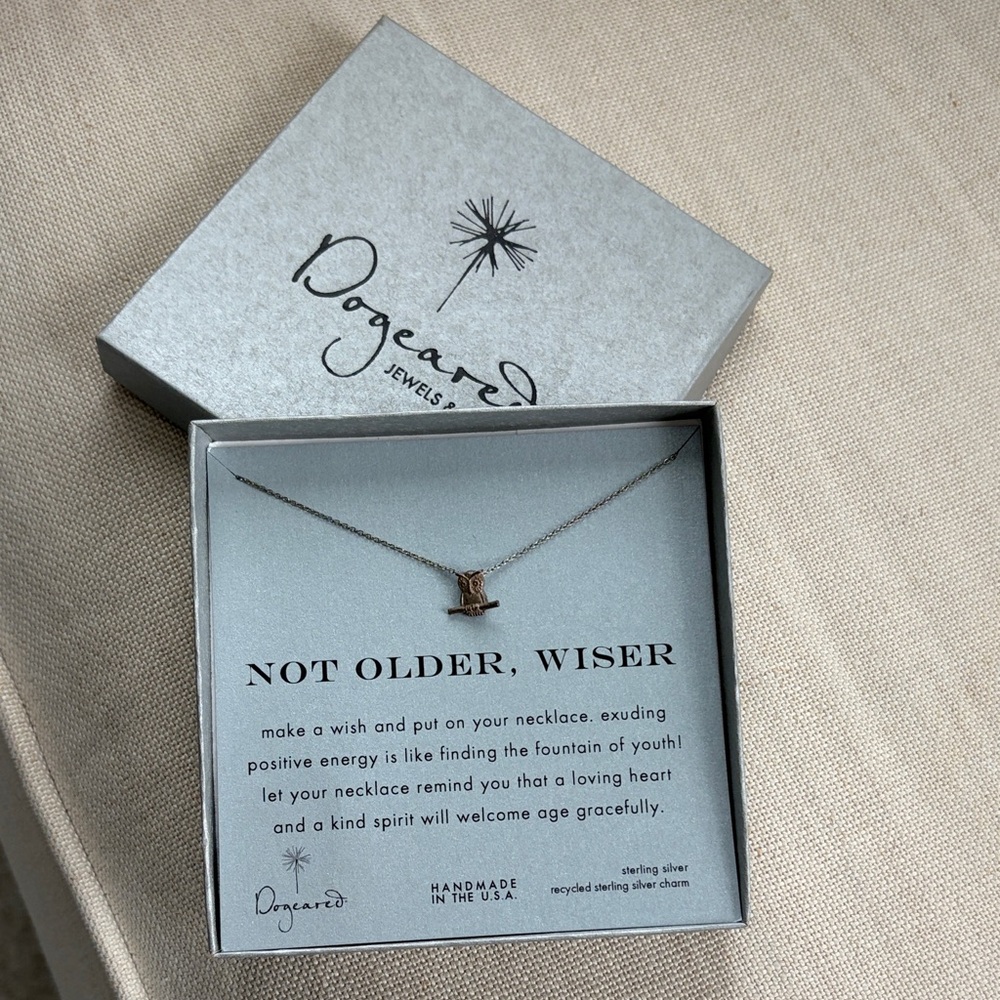 Dogeared
JEWELS &
NOT OLDER, WISER
make a wish and put on your necklace. exuding
positive energy is like finding the fountain of youth!
let your necklace remind you that a loving heart
and a kind spirit will welcome age gracefully.
Dogeared
HANDMADE
IN THE U.S.A.
sterling silver
recycled sterling silver charm